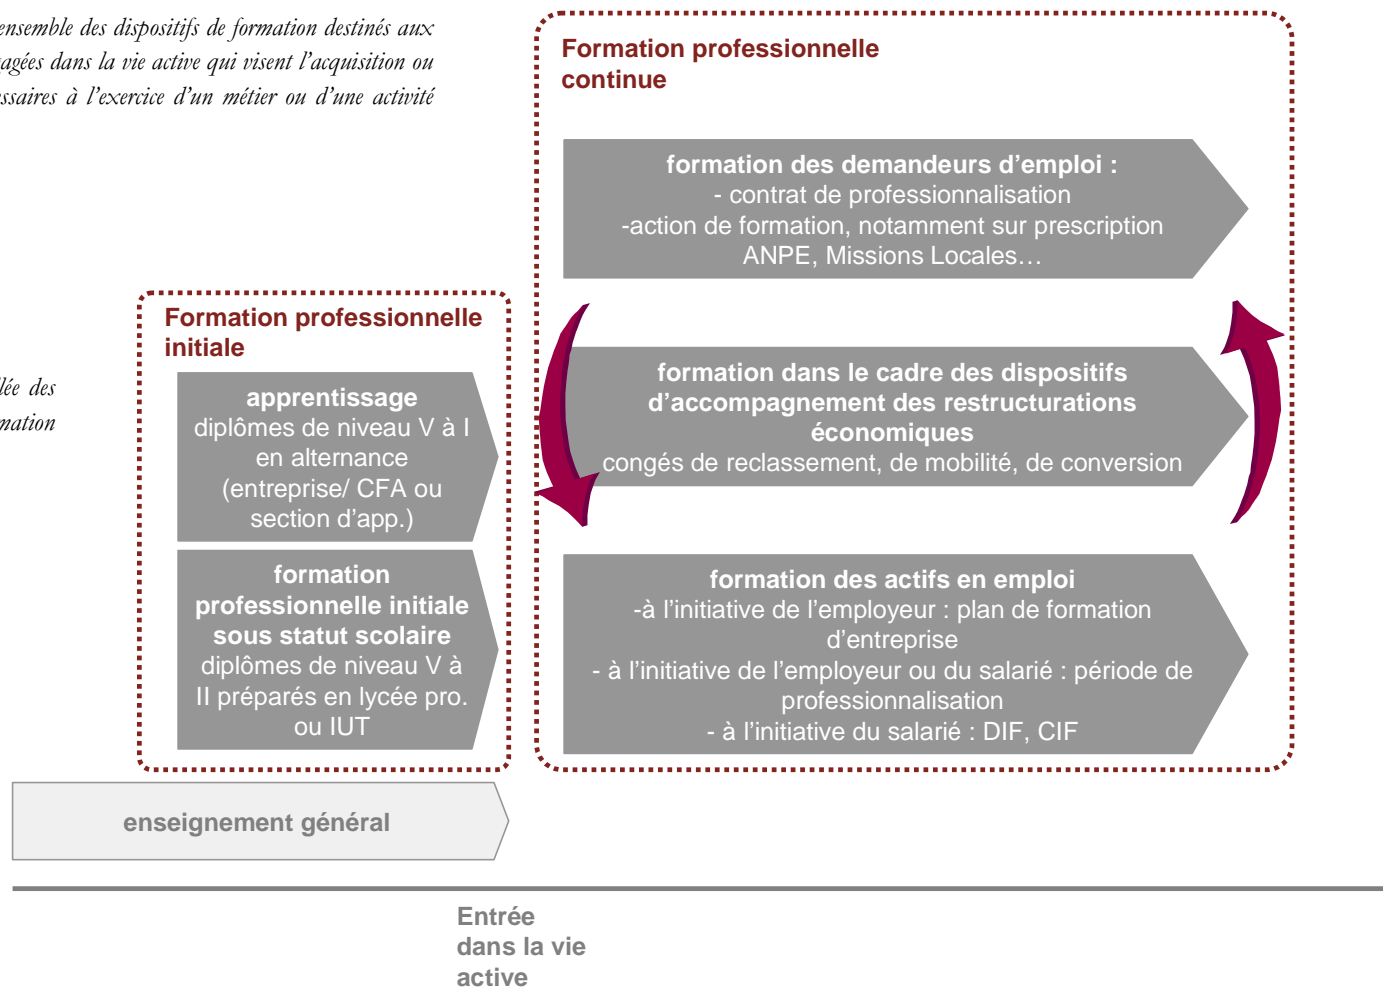 ensemble des dispositifs de formation destinés aux
gagées dans la vie active qui visent l’acquisition ou
ssaires à l’exercice d’un métier ou d’une activité
lée des
mation
Formation professionnelle
initiale
apprentissage
diplômes de niveau V à I
en alternance
(entreprise/ CFA ou
section d’app.)
formation
professionnelle initiale
sous statut scolaire
diplômes de niveau V à
II préparés en lycée pro.
ou IUT
Formation professionnelle
continue
formation des demandeurs d’emploi :
- contrat de professionnalisation
-action de formation, notamment sur prescription
ANPE, Missions Locales…
formation dans le cadre des dispositifs
d’accompagnement des restructurations
économiques
congés de reclassement, de mobilité, de conversion
formation des actifs en emploi
-à l’initiative de l’employeur : plan de formation
d’entreprise
- à l’initiative de l’employeur ou du salarié : période de
professionnalisation
- à l’initiative du salarié : DIF, CIF
enseignement général
Entrée
dans la vie
active